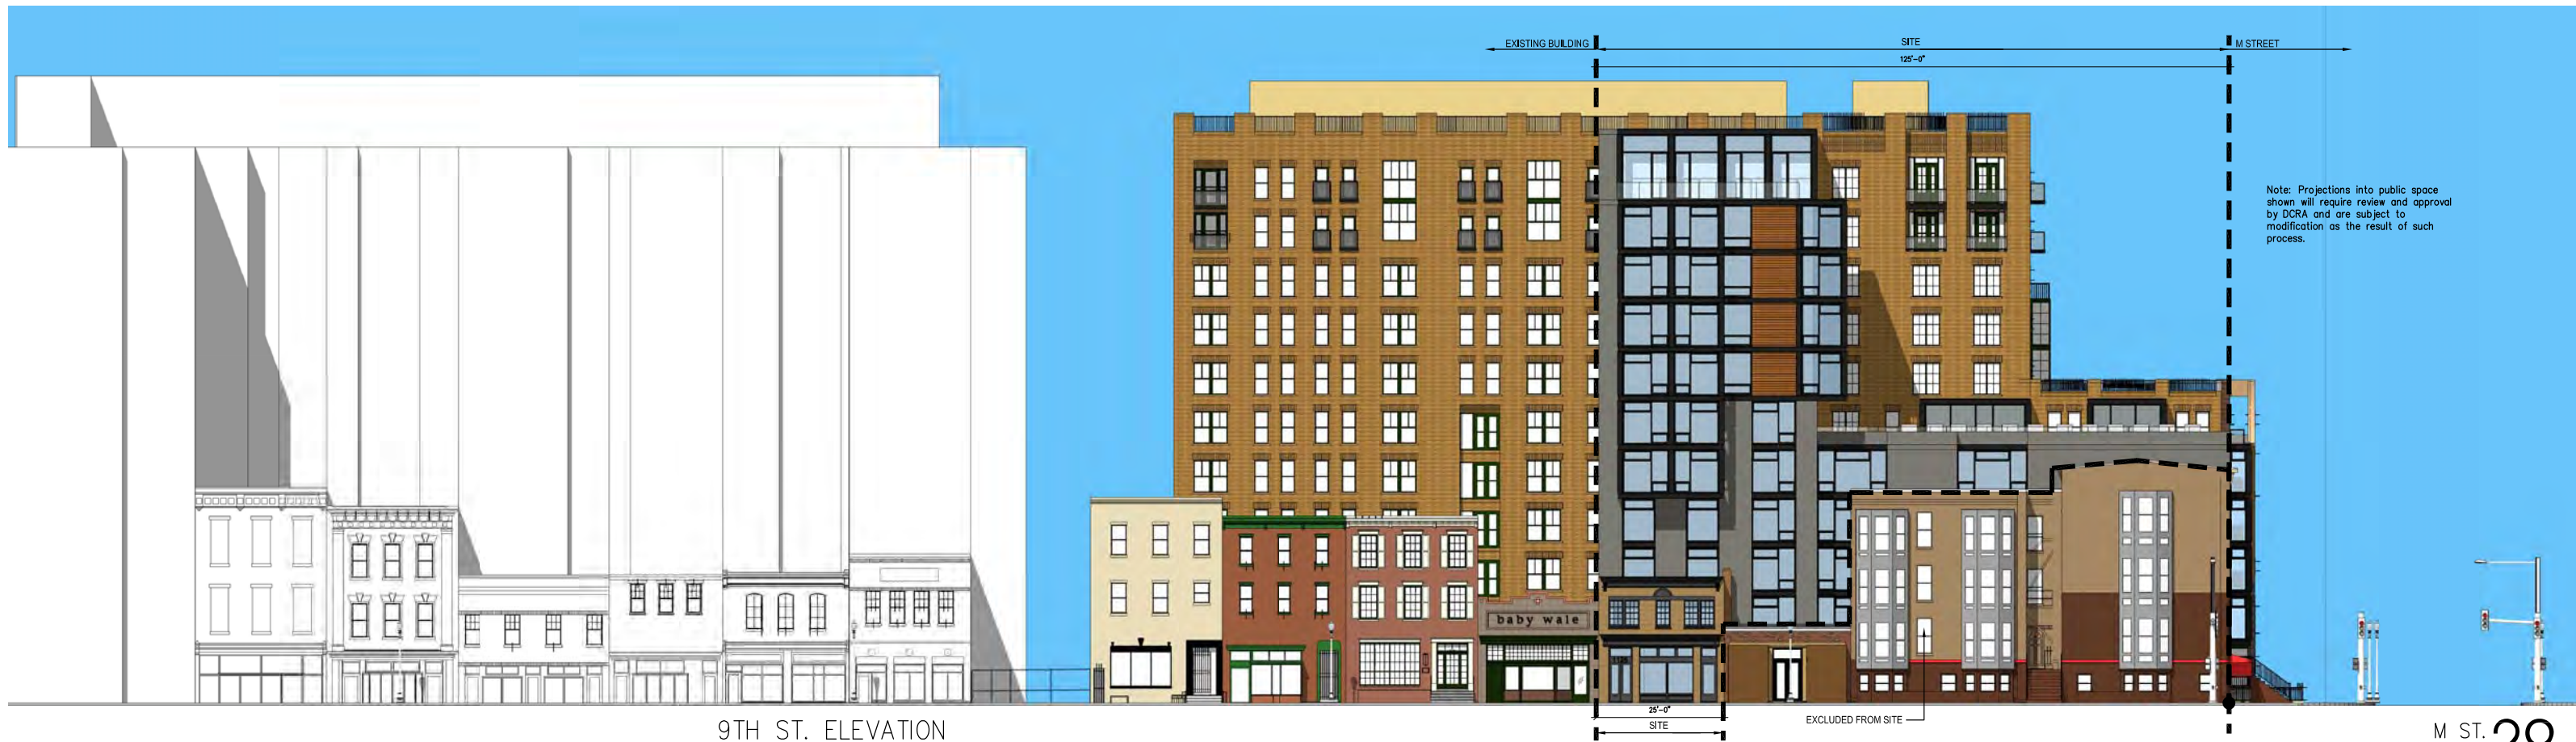 EXISTING BUILDING
SITE
M STREET
125'-0"
Note: Projections into public space
shown will require review and approval
by DCRA and are subject to
modification as the result of such
process.
baby wale
25'-0"
SITE
EXCLUDED FROM SITE
9TH ST. ELEVATION
M ST.